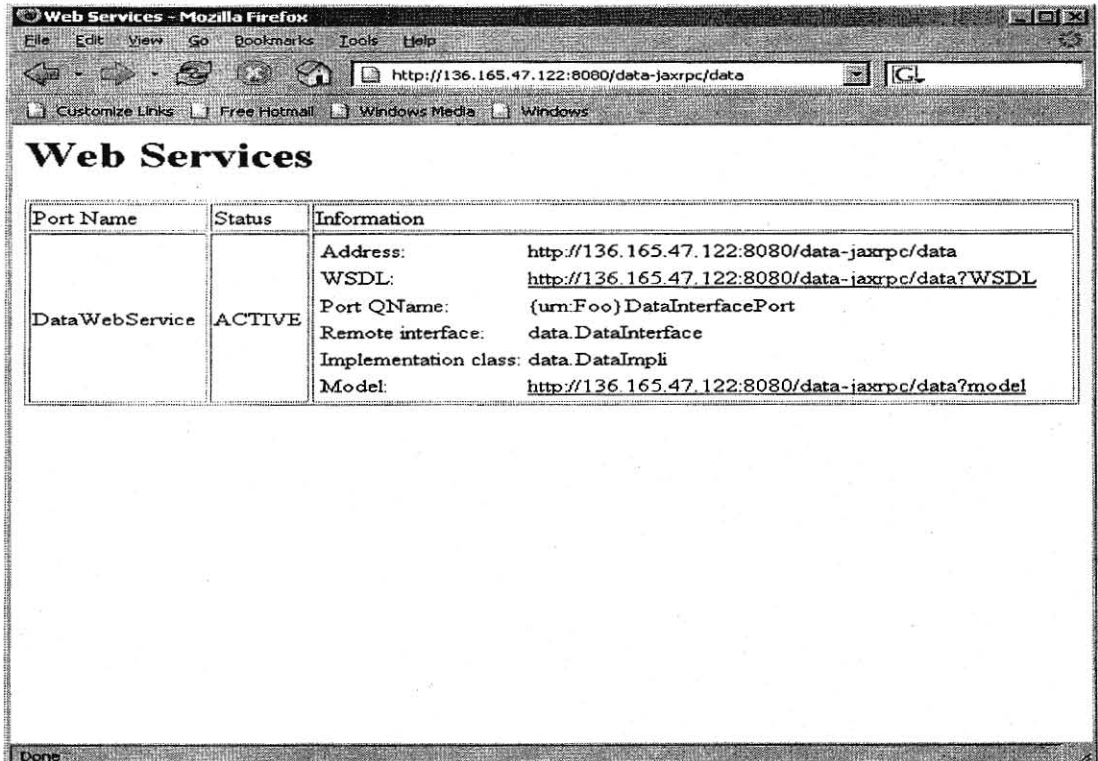 Web Services - Mozilla Firefox
File Edit View Go Bookmarks Tools Help
http://136.165.47.122:8080/data-jaxrpc/data
Customize Links Free Hotmail Windows Media Windows
Web Services
Port Name Status Information
Address: http://136.165.47.122:8080/data-jaxrpc/data
WSDL: http://136.165.47.122:8080/data-jaxrpc/data?WSDL
Port QName: {urn:Foo}DataInterfacePort
DataWebService ACTIVE
Remote interface: data.DataInterface
Implementation class: data.DataImpli
Model: http://136.165.47.122:8080/data-jaxrpc/data?model
Done